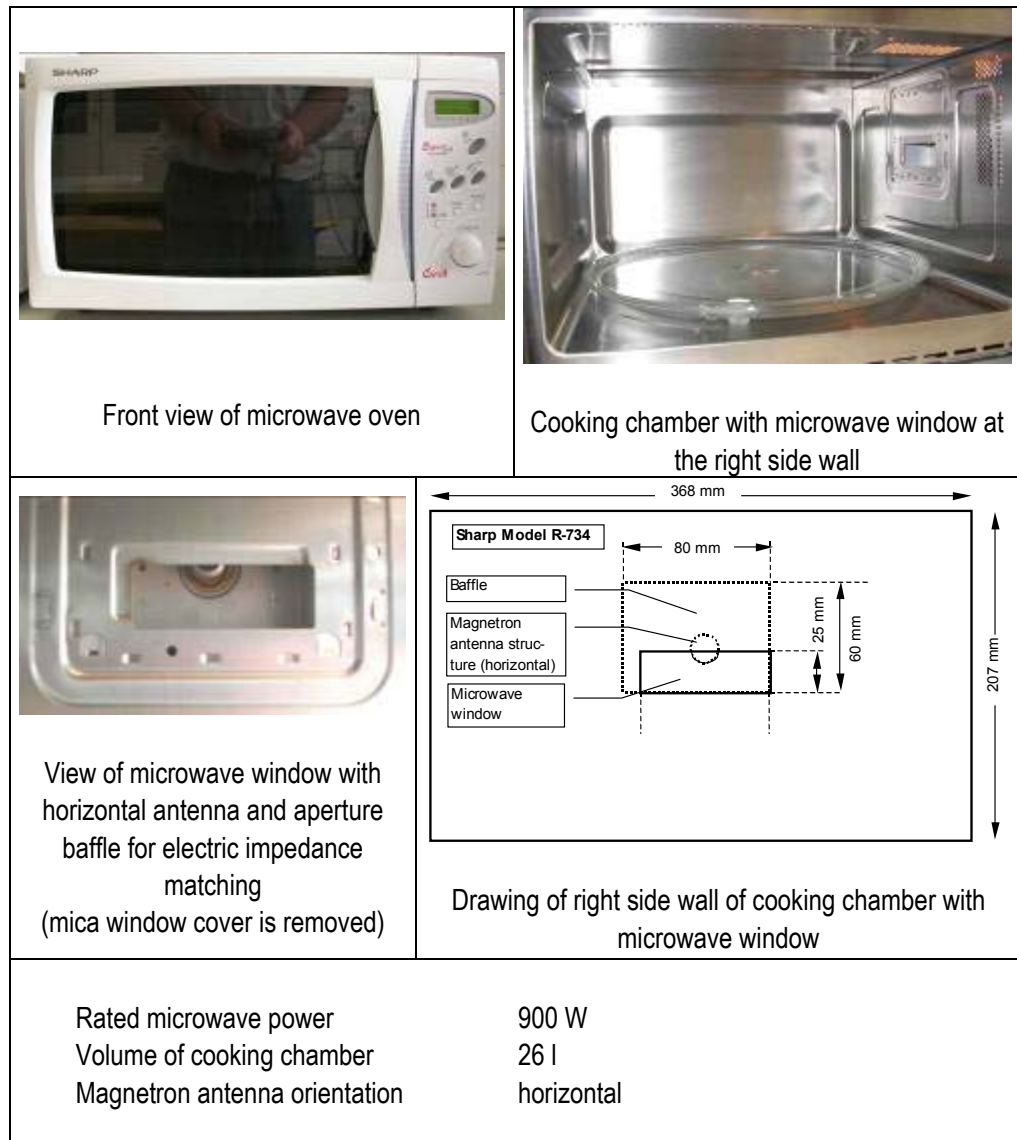 SHARP
Front view of microwave oven
Cooking chamber with microwave window at
the right side wall
View of microwave window with
horizontal antenna and aperture
baffle for electric impedance
matching
(mica window cover is removed)
368 mm
Sharp Model R-734
80 mm
Baffle
Magnetron
antenna struc-
ture (horizontal)
Microwave
window
25 mm
60 mm
207 mm
Drawing of right side wall of cooking chamber with
microwave window
Rated microwave power 900 W
Volume of cooking chamber 26 l
Magnetron antenna orientation horizontal